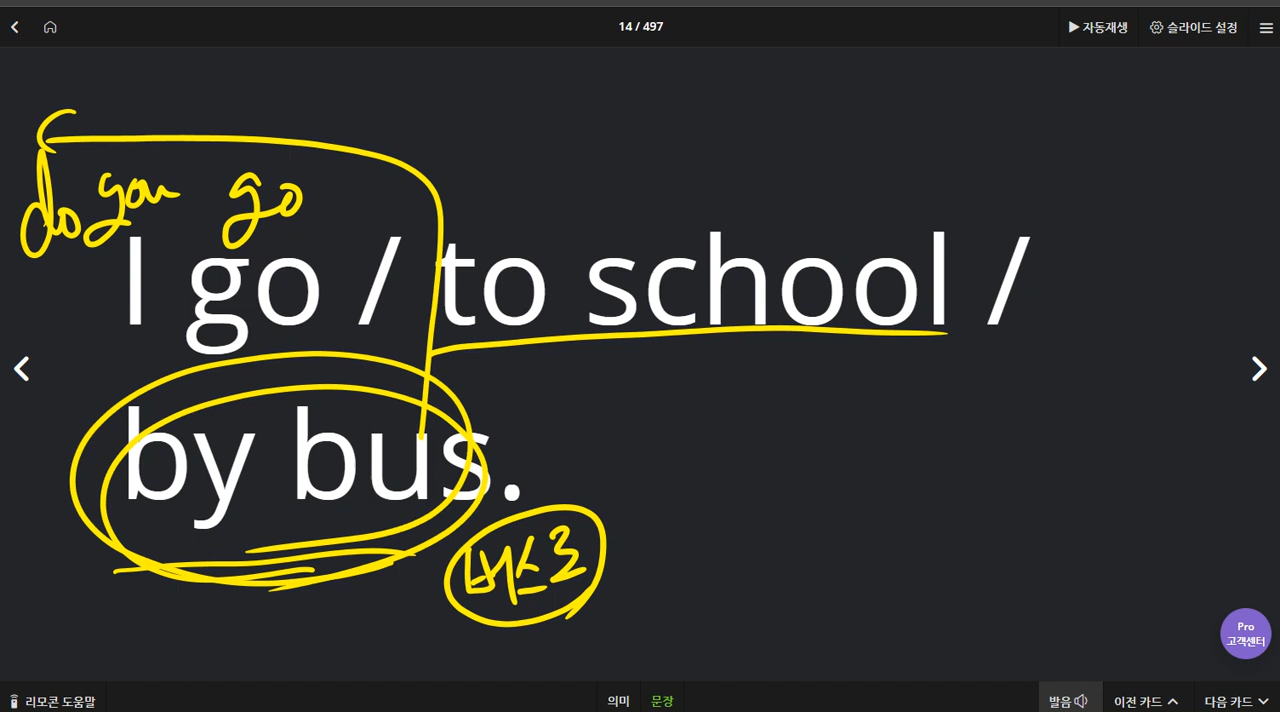 14 / 497
자동재생
슬라이드 설정
do you go
I go / to school /
by bus.
버스로
Pro
고객센터
리모콘 도움말
의미
문장
발음
이전 카드
다음 카드